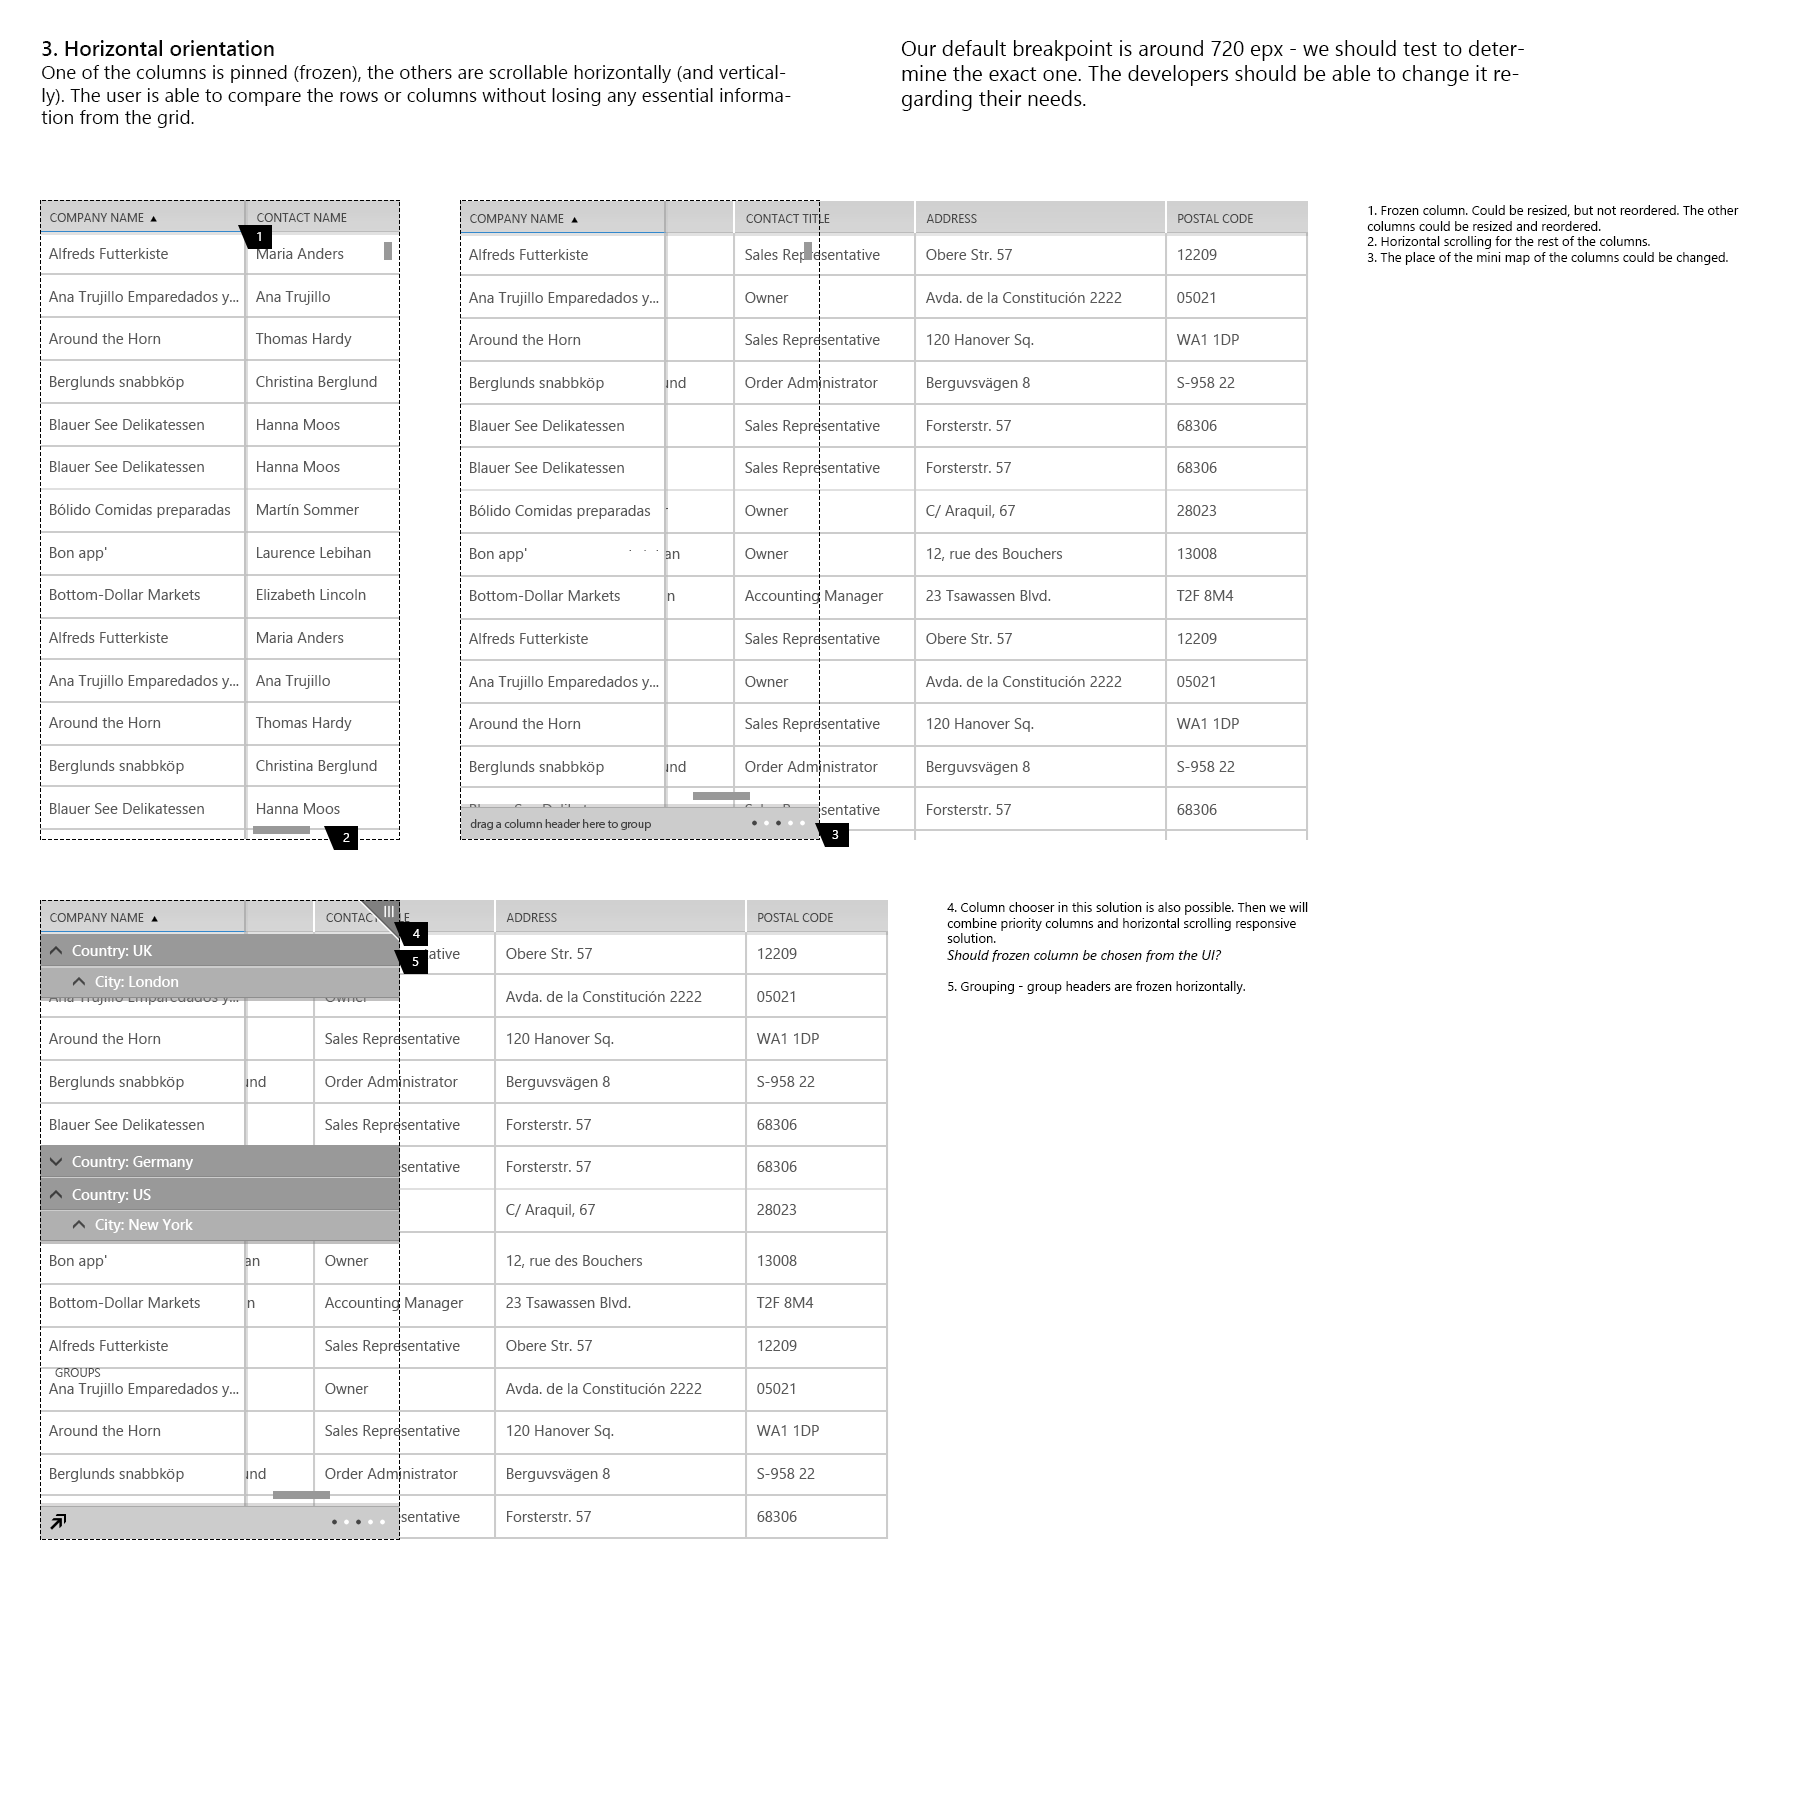 3. Horizontal orientation
One of the columns is pinned (frozen), the others are scrollable horizontally (and vertical-
ly). The user is able to compare the rows or columns without losing any essential informa-
tion from the grid.
Our default breakpoint is around 720 epx - we should test to deter-
mine the exact one. The developers should be able to change it re-
garding their needs.
COMPANY NAME ▲ CONTACT NAME
1
Alfreds Futterkiste Maria Anders
Ana Trujillo Emparedados y... Ana Trujillo
Around the Horn Thomas Hardy
Berglunds snabbköp Christina Berglund
Blauer See Delikatessen Hanna Moos
Blauer See Delikatessen Hanna Moos
Bólido Comidas preparadas Martín Sommer
Bon app' Laurence Lebihan
Bottom-Dollar Markets Elizabeth Lincoln
Alfreds Futterkiste Maria Anders
Ana Trujillo Emparedados y... Ana Trujillo
Around the Horn Thomas Hardy
Berglunds snabbköp Christina Berglund
Blauer See Delikatessen Hanna Moos
2
COMPANY NAME ▲ CONTACT TITLE ADDRESS POSTAL CODE
Alfreds Futterkiste Sales Representative Obere Str. 57 12209
Ana Trujillo Emparedados y... Owner Avda. de la Constitución 2222 05021
Around the Horn Sales Representative 120 Hanover Sq. WA1 1DP
Berglunds snabbköp und Order Administrator Berguvsvägen 8 S-958 22
Blauer See Delikatessen Sales Representative Forsterstr. 57 68306
Blauer See Delikatessen Sales Representative Forsterstr. 57 68306
Bólido Comidas preparadas Owner C/ Araquil, 67 28023
Bon app' an Owner 12, rue des Bouchers 13008
Bottom-Dollar Markets n Accounting Manager 23 Tsawassen Blvd. T2F 8M4
Alfreds Futterkiste Sales Representative Obere Str. 57 12209
Ana Trujillo Emparedados y... Owner Avda. de la Constitución 2222 05021
Around the Horn Sales Representative 120 Hanover Sq. WA1 1DP
Berglunds snabbköp und Order Administrator Berguvsvägen 8 S-958 22
sentative Forsterstr. 57 68306
drag a column header here to group
3
1. Frozen column. Could be resized, but not reordered. The other
columns could be resized and reordered.
2. Horizontal scrolling for the rest of the columns.
3. The place of the mini map of the columns could be changed.
COMPANY NAME ▲ CONTACT E ADDRESS POSTAL CODE
4
Country: UK ative Obere Str. 57 12209
5
City: London
Ana Trujillo Emparedados y... Owner Avda. de la Constitución 2222 05021
Around the Horn Sales Representative 120 Hanover Sq. WA1 1DP
Berglunds snabbköp und Order Administrator Berguvsvägen 8 S-958 22
Blauer See Delikatessen Sales Representative Forsterstr. 57 68306
Country: Germany sentative Forsterstr. 57 68306
Country: US
C/ Araquil, 67 28023
City: New York
Bon app' an Owner 12, rue des Bouchers 13008
Bottom-Dollar Markets n Accounting Manager 23 Tsawassen Blvd. T2F 8M4
Alfreds Futterkiste Sales Representative Obere Str. 57 12209
GROUPS
Ana Trujillo Emparedados y... Owner Avda. de la Constitución 2222 05021
Around the Horn Sales Representative 120 Hanover Sq. WA1 1DP
Berglunds snabbköp und Order Administrator Berguvsvägen 8 S-958 22
sentative Forsterstr. 57 68306
4. Column chooser in this solution is also possible. Then we will
combine priority columns and horizontal scrolling responsive
solution.
Should frozen column be chosen from the UI?
5. Grouping - group headers are frozen horizontally.